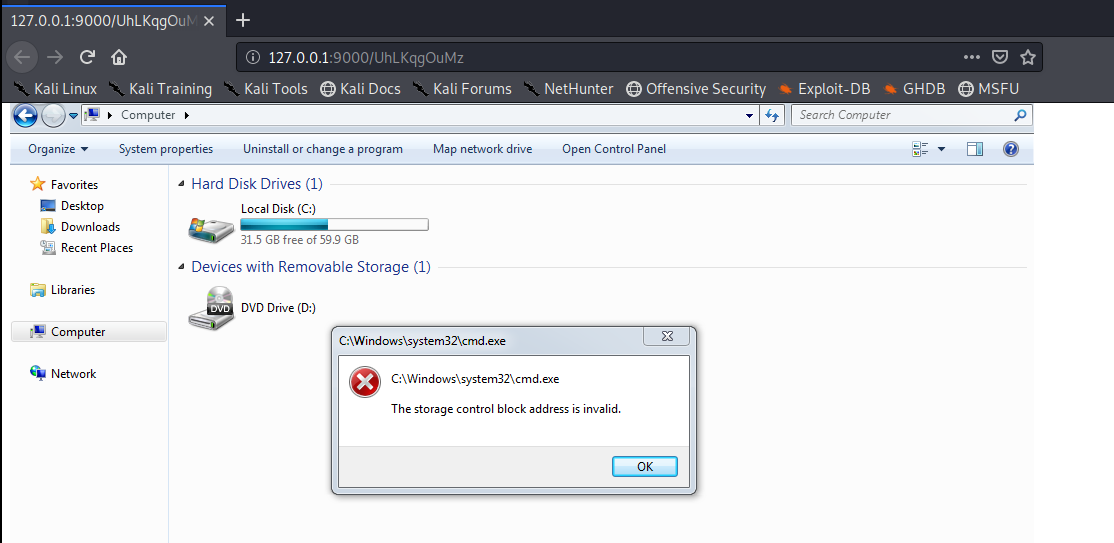 127.0.0.1:9000/UhLKqgOuM
127.0.0.1:9000/UhLKqgOuMz
Kali Linux Kali Training Kali Tools Kali Docs Kali Forums NetHunter Offensive Security Exploit-DB GHDB MSFU
Computer Search Computer
Organize System properties Uninstall or change a program Map network drive Open Control Panel
Favorites
Desktop
Downloads
Recent Places
Libraries
Computer
Network
Hard Disk Drives (1)
Local Disk (C:)
31.5 GB free of 59.9 GB
Devices with Removable Storage (1)
DVD
DVD Drive (D:)
C:\Windows\system32\cmd.exe
C:\Windows\system32\cmd.exe
The storage control block address is invalid.
OK